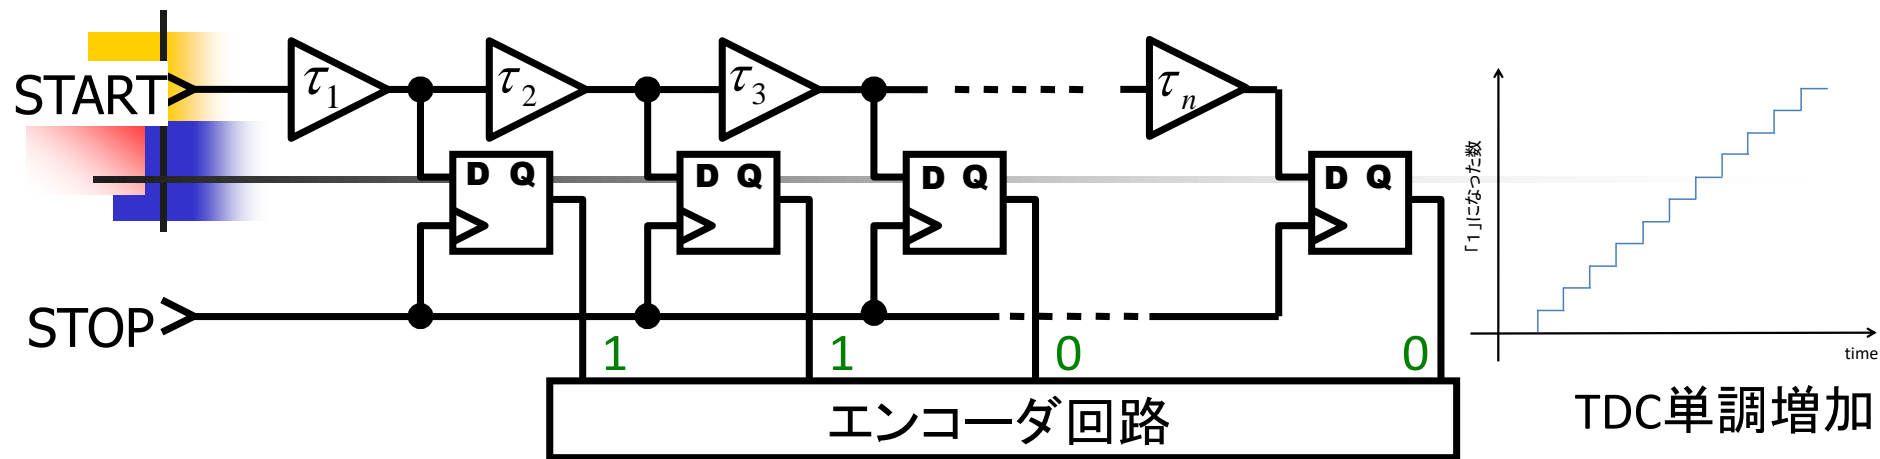 START
τ1
τ2
τ3
τn
D Q
D Q
D Q
D Q
STOP
1
1
0
0
エンコーダ回路
「1」になった数
time
TDC単調増加